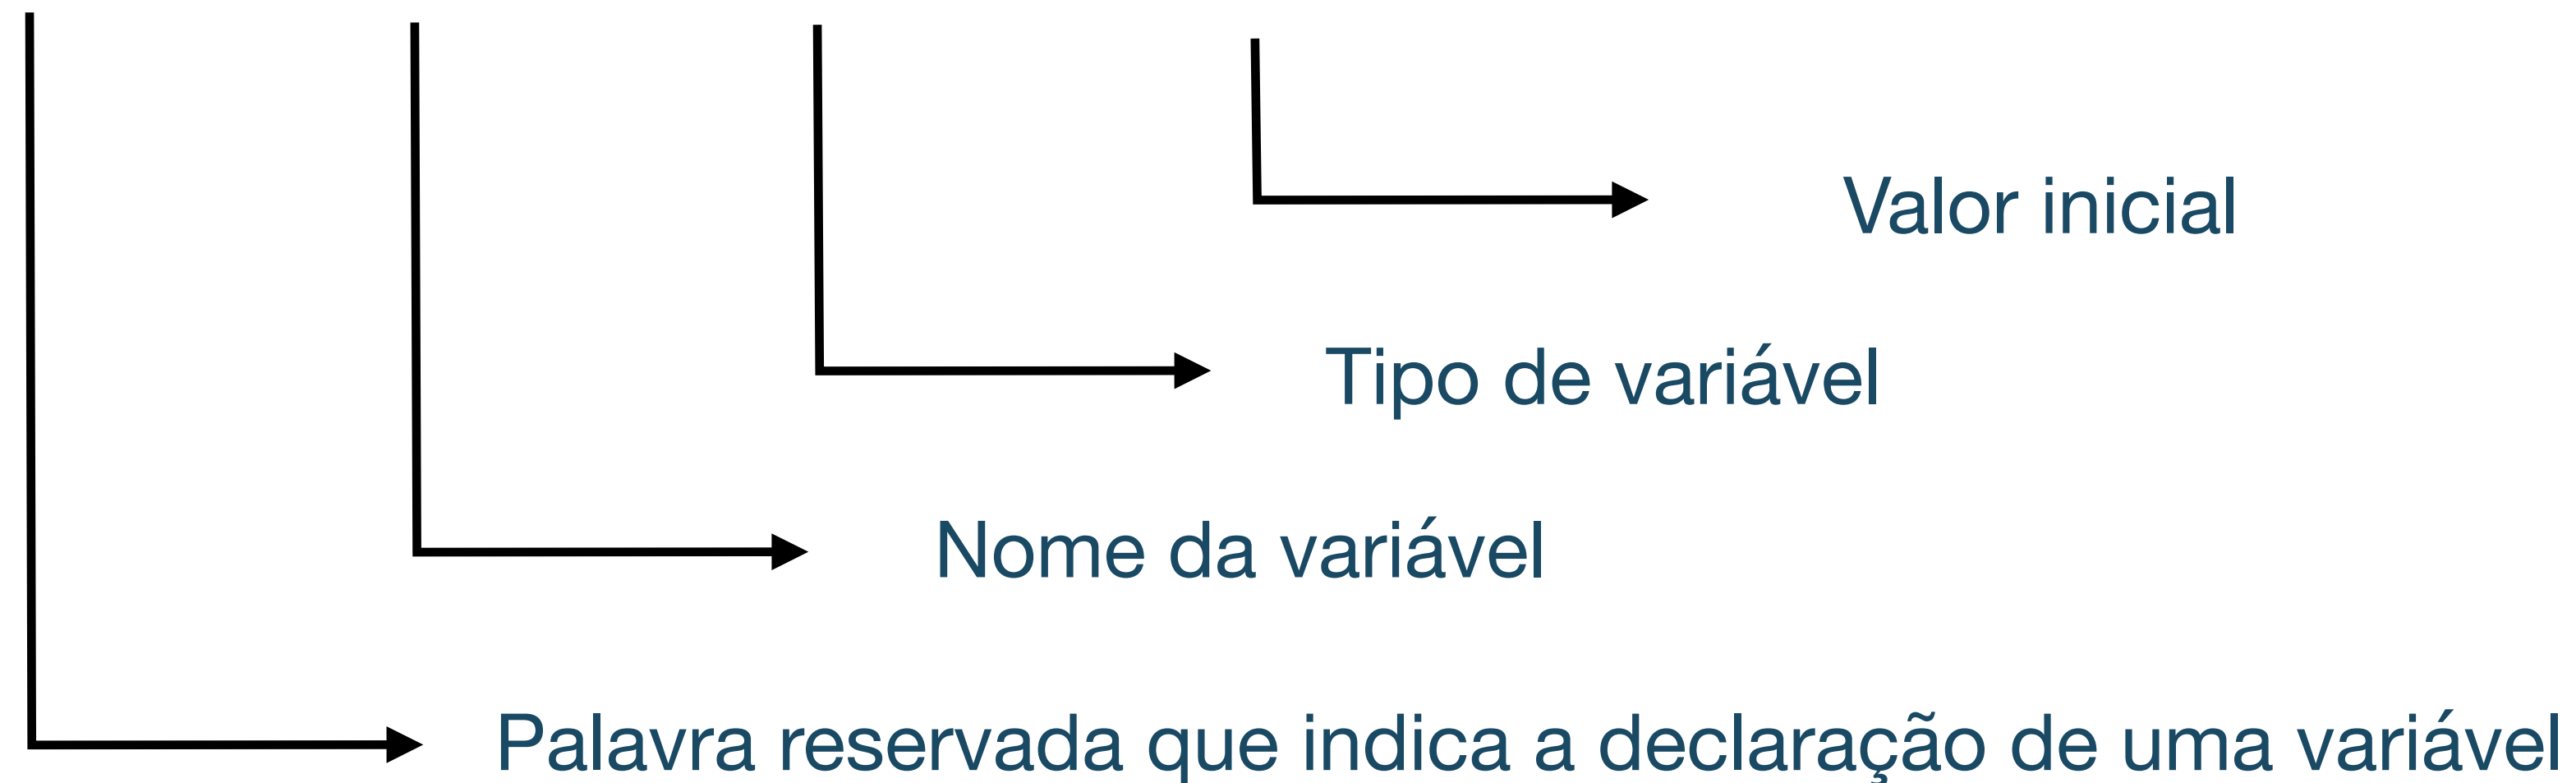 Valor inicial
Tipo de variável
Nome da variável
Palavra reservada que indica a declaração de uma variável